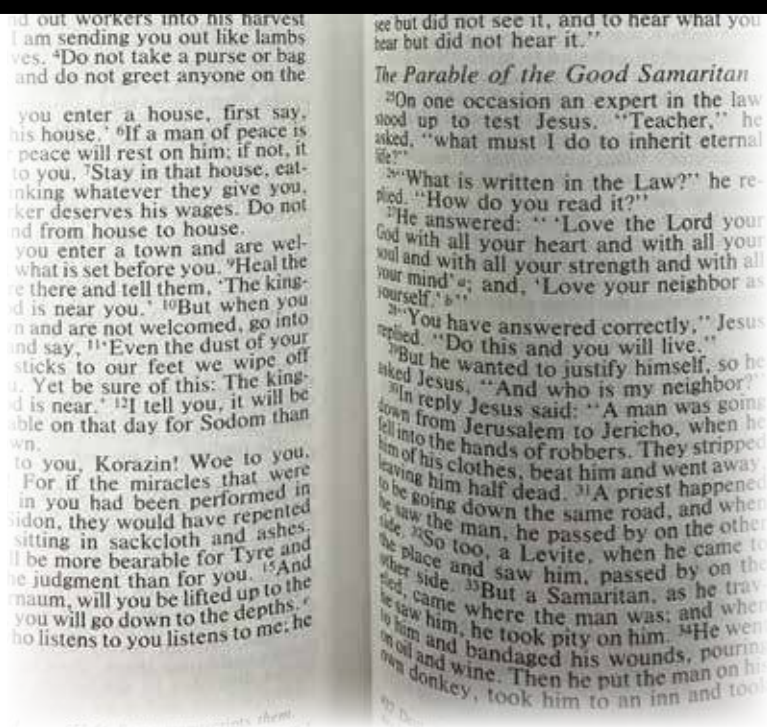 out workers into his harvest
I am sending you out like lambs
ves. ⁴Do not take a purse or bag
and do not greet anyone on the
you enter a house, first say,
his house.' ⁶If a man of peace is
peace will rest on him; if not, it
to you. ⁷Stay in that house, eat-
nking whatever they give you,
ker deserves his wages. Do not
nd from house to house.
you enter a town and are wel-
what is set before you. ⁹Heal the
e there and tell them, 'The king-
d is near you.' ¹⁰But when you
n and are not welcomed, go into
nd say, ¹¹'Even the dust of your
sticks to our feet we wipe off
. Yet be sure of this: The king-
d is near.' ¹²I tell you, it will be
ble on that day for Sodom than
wn.
to you, Korazin! Woe to you,
For if the miracles that were
in you had been performed in
idon, they would have repented
sitting in sackcloth and ashes.
ll be more bearable for Tyre and
e judgment than for you. ¹⁵And
rnaum, will you be lifted up to the
you will go down to the depths.
ho listens to you listens to me; he
them.
see but did not see it, and to hear what you
hear but did not hear it."
The Parable of the Good Samaritan
²⁵On one occasion an expert in the law
stood up to test Jesus. "Teacher," he
asked, "what must I do to inherit eternal
life?"
²⁶"What is written in the Law?" he re-
plied. "How do you read it?"
²⁷He answered: " 'Love the Lord your
God with all your heart and with all your
soul and with all your strength and with all
your mind' a; and, 'Love your neighbor as
yourself.' b"
²⁸"You have answered correctly," Jesus
replied. "Do this and you will live."
²⁹But he wanted to justify himself, so he
asked Jesus, "And who is my neighbor?"
³⁰In reply Jesus said: "A man was going
down from Jerusalem to Jericho, when he
fell into the hands of robbers. They stripped
him of his clothes, beat him and went away,
leaving him half dead. ³¹A priest happened
to be going down the same road, and when
he saw the man, he passed by on the other
side. ³²So too, a Levite, when he came to
the place and saw him, passed by on the
other side. ³³But a Samaritan, as he trav-
eled, came where the man was; and when
he saw him, he took pity on him. ³⁴He went
to him and bandaged his wounds, pouring
on oil and wine. Then he put the man on his
own donkey, took him to an inn and took